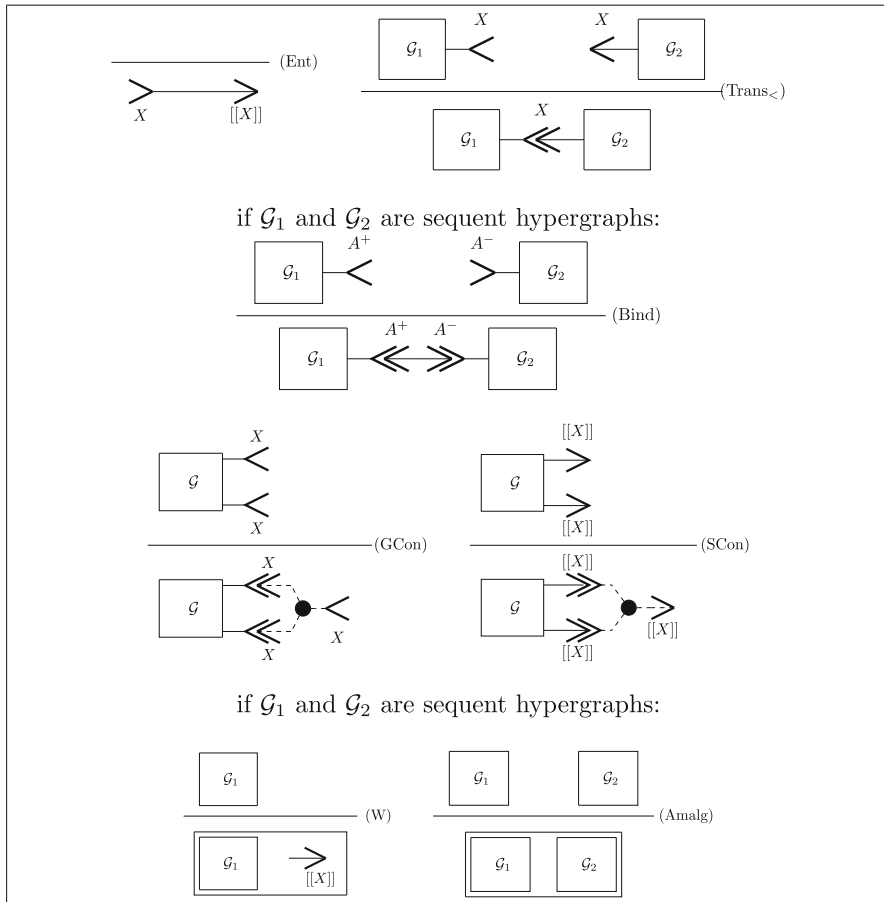 X X
𝒢₁ 𝒢₂
(Ent)
X [[X]]
(Trans<)
X
𝒢₁ 𝒢₂
if 𝒢₁ and 𝒢₂ are sequent hypergraphs:
A⁺ A⁻
𝒢₁ 𝒢₂
(Bind)
A⁺ A⁻
𝒢₁ 𝒢₂
X [[X]]
𝒢 𝒢
X [[X]]
(GCon) (SCon)
X [[X]]
𝒢 𝒢
X [[X]]
X [[X]]
if 𝒢₁ and 𝒢₂ are sequent hypergraphs:
𝒢₁ 𝒢₁ 𝒢₂
(W) (Amalg)
𝒢₁ [[X]] 𝒢₁ 𝒢₂